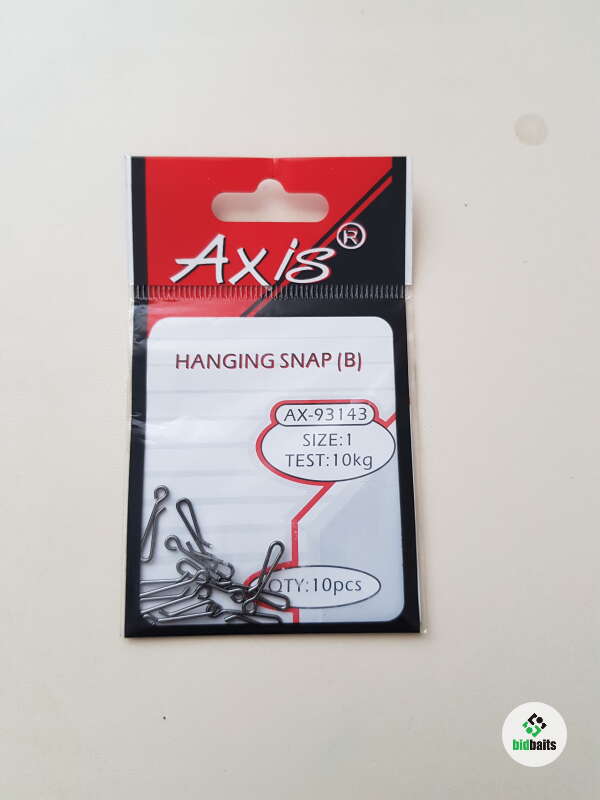 Axis®
HANGING SNAP (B)
AX-93143
SIZE:1
TEST:10kg
QTY:10pcs
bidbaits